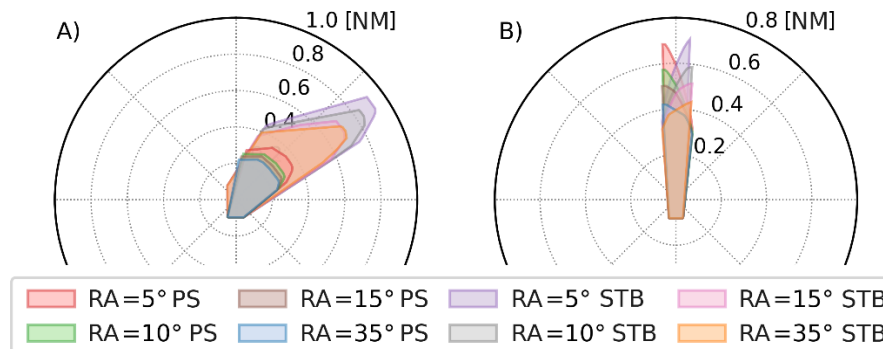 A)
1.0 [NM]
0.8
0.6
0.4
B)
0.8 [NM]
0.6
0.4
0.2
RA=5° PS RA=15° PS RA=5° STB RA=15° STB
RA=10° PS RA=35° PS RA=10° STB RA=35° STB